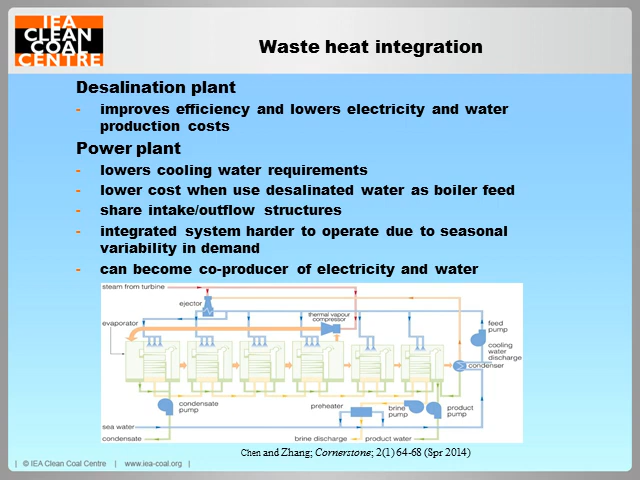 IEA
CLEAN
COAL
CENTRE
Waste heat integration
Desalination plant
- improves efficiency and lowers electricity and water
production costs
Power plant
- lowers cooling water requirements
- lower cost when use desalinated water as boiler feed
- share intake/outflow structures
- integrated system harder to operate due to seasonal
variability in demand
- can become co-producer of electricity and water
steam from turbine
ejector
thermal vapour
compressor
evaporator
feed
pump
cooling
water
discharge
condenser
condensate
pump
preheater
brine
pump
product
pump
sea water
condensate
brine discharge
product water
Chen and Zhang; Cornerstone; 2(1) 64-68 (Spr 2014)
| © IEA Clean Coal Centre | www.iea-coal.org |